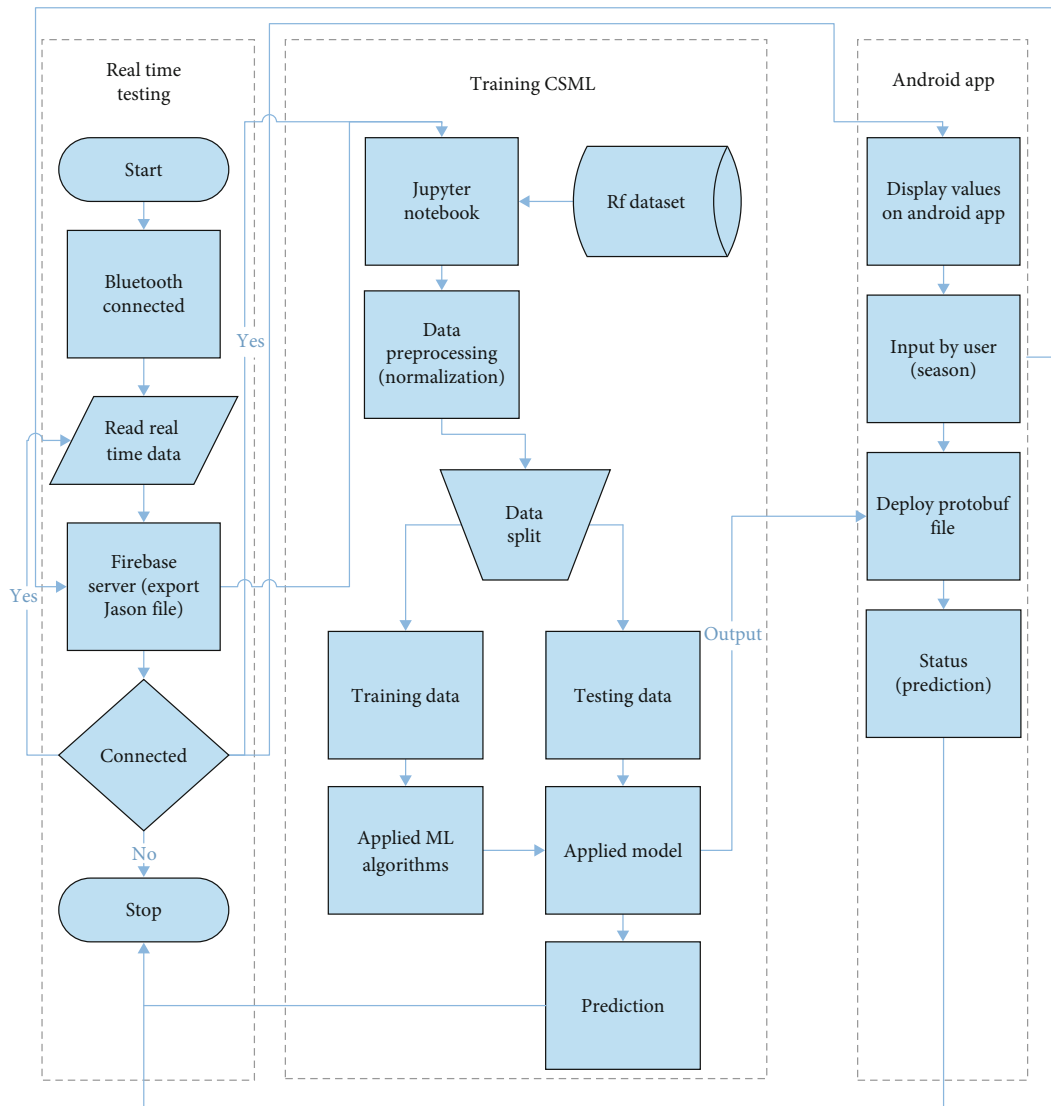 Real time
testing
Start
Bluetooth
connected
Read real
time data
Firebase
server (export
Jason file)
Yes
Connected
No
Stop
Yes
Training CSML
Jupyter
notebook
Rf dataset
Data
preprocessing
(normalization)
Data
split
Training data
Testing data
Applied ML
algorithms
Applied model
Prediction
Output
Android app
Display values
on android app
Input by user
(season)
Deploy protobuf
file
Status
(prediction)